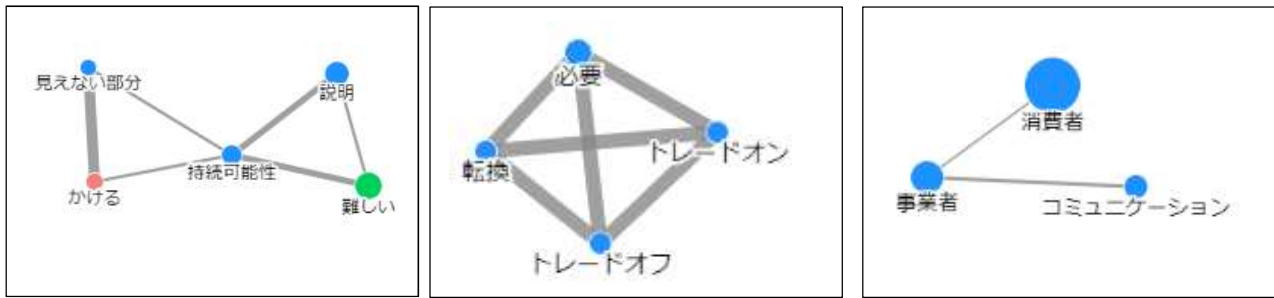 見えない部分
説明
持続可能性
かける
難しい
必要
トレードオン
転換
トレードオフ
消費者
事業者
コミュニケーション